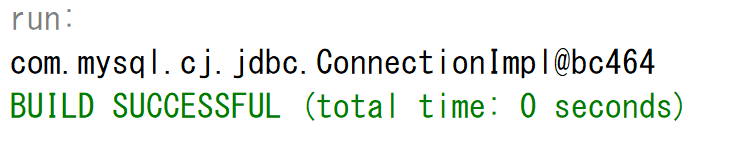 run:
com.mysql.cj.jdbc.ConnectionImpl@bc464
BUILD SUCCESSFUL (total time: 0 seconds)